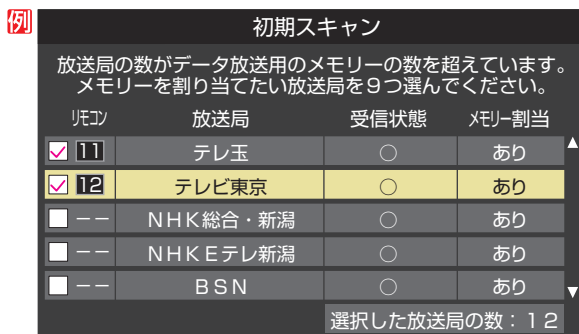 例
初期スキャン
放送局の数がデータ放送用のメモリーの数を超えています。
メモリーを割り当てたい放送局を9つ選んでください。
リモコン 放送局 受信状態 メモリー割当
11 テレ玉 ○ あり
12 テレビ東京 ○ あり
−− NHK総合・新潟 ○ あり
−− NHKEテレ新潟 ○ あり
−− BSN ○ あり
選択した放送局の数:12